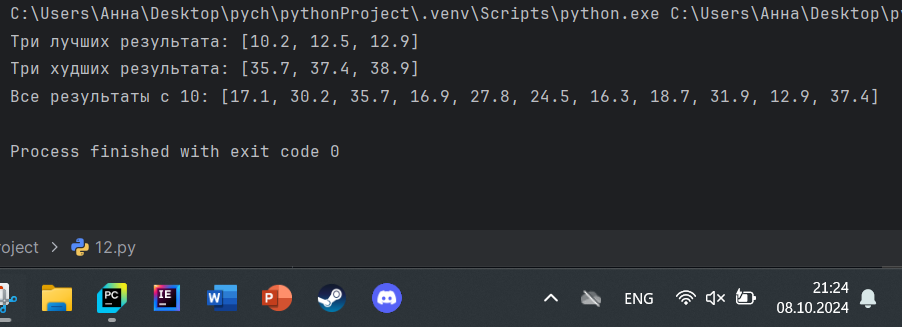 C:\Users\Анна\Desktop\pych\pythonProject\.venv\Scripts\python.exe C:\Users\Анна\Desktop\py
Три лучших результата: [10.2, 12.5, 12.9]
Три худших результата: [35.7, 37.4, 38.9]
Все результаты с 10: [17.1, 30.2, 35.7, 16.9, 27.8, 24.5, 16.3, 18.7, 31.9, 12.9, 37.4]
Process finished with exit code 0
roject > 12.py
PC IE W P ENG 21:24
08.10.2024